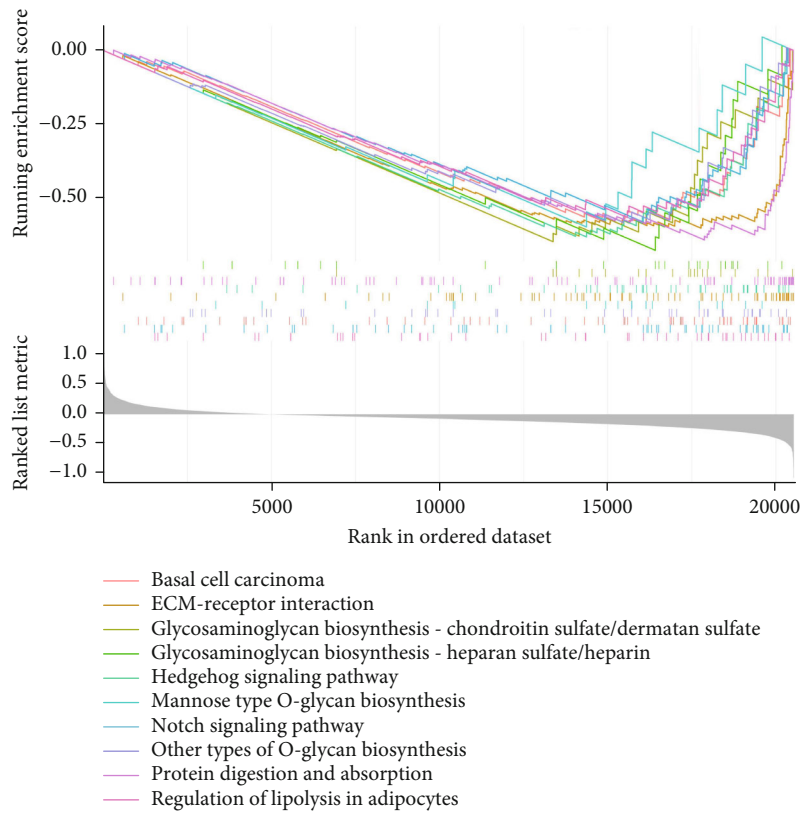 Running enrichment score
0.00
−0.25
−0.50
Ranked list metric
1.0
0.5
0.0
−0.5
−1.0
5000 10000 15000 20000
Rank in ordered dataset
Basal cell carcinoma
ECM-receptor interaction
Glycosaminoglycan biosynthesis - chondroitin sulfate/dermatan sulfate
Glycosaminoglycan biosynthesis - heparan sulfate/heparin
Hedgehog signaling pathway
Mannose type O-glycan biosynthesis
Notch signaling pathway
Other types of O-glycan biosynthesis
Protein digestion and absorption
Regulation of lipolysis in adipocytes